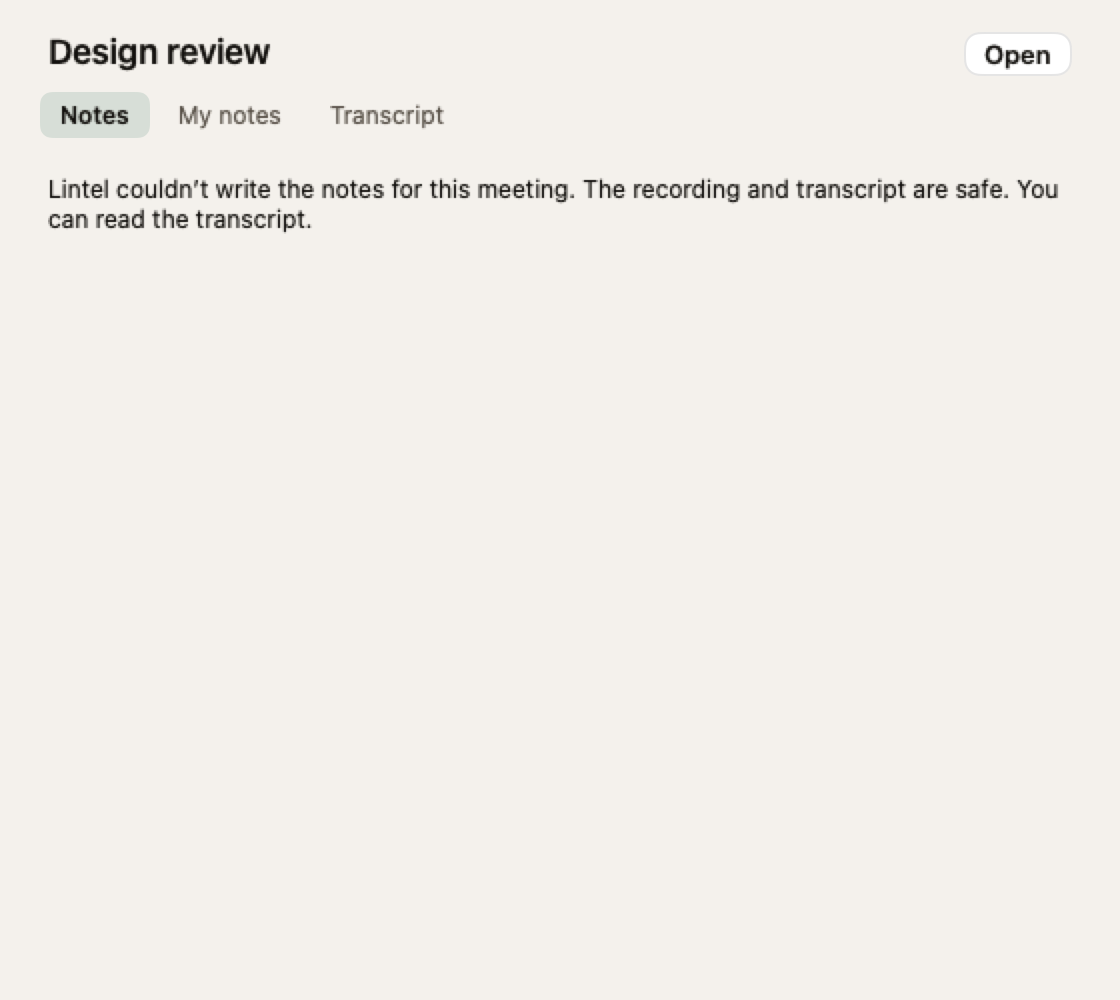 Design review
Open
Notes
My notes
Transcript
Lintel couldn’t write the notes for this meeting. The recording and transcript are safe. You
can read the transcript.